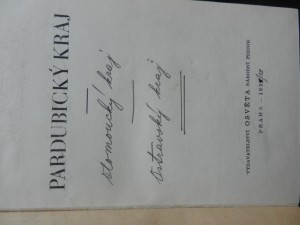 PARDUBICKÝ KRAJ
Olomoucký kraj
Ostravský kraj
VYDAVATELSTVÍ OSVĚTA NÁRODNÍ PODNIK
PRAHA –